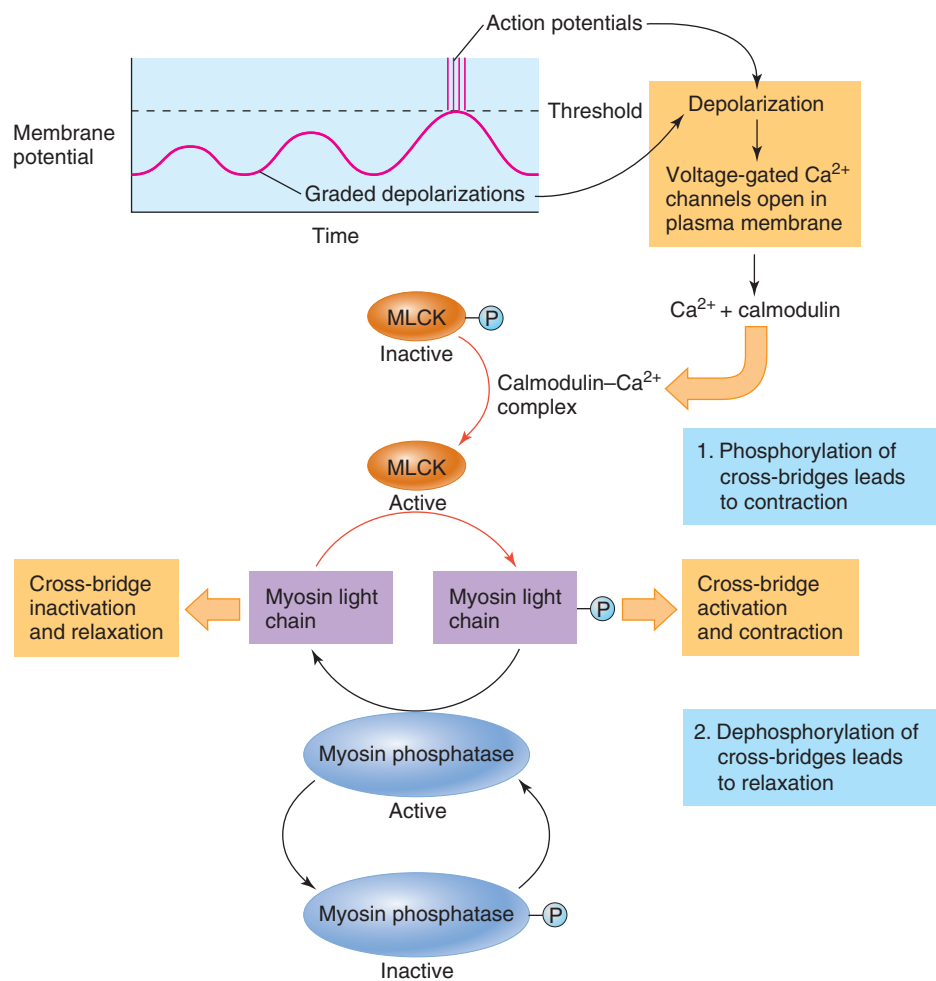 Action potentials
Membrane
potential
Threshold
Graded depolarizations
Time
Depolarization
Voltage-gated Ca²⁺
channels open in
plasma membrane
Ca²⁺ + calmodulin
MLCK
P
Inactive
Calmodulin–Ca²⁺
complex
MLCK
Active
1. Phosphorylation of
cross-bridges leads
to contraction
Cross-bridge
inactivation
and relaxation
Myosin light
chain
Myosin light
chain
P
Cross-bridge
activation
and contraction
2. Dephosphorylation of
cross-bridges leads
to relaxation
Myosin phosphatase
Active
Myosin phosphatase
P
Inactive